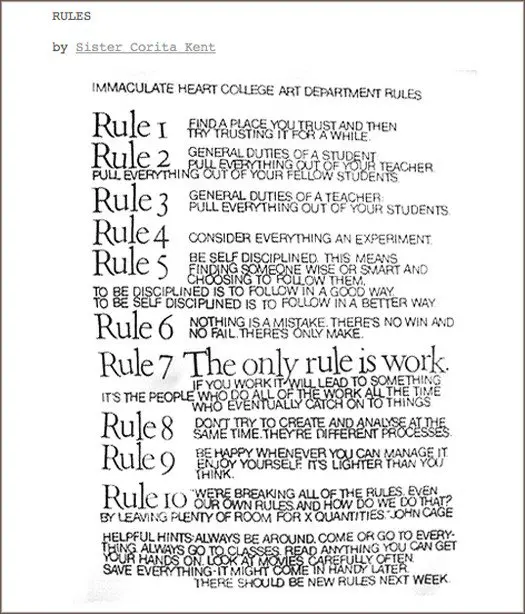 RULES
by Sister Corita Kent
IMMACULATE HEART COLLEGE ART DEPARTMENT RULES
Rule 1 FIND A PLACE YOU TRUST AND THEN
TRY TRUSTING IT FOR A WHILE.
Rule 2 GENERAL DUTIES OF A STUDENT
PULL EVERYTHING OUT OF YOUR TEACHER.
PULL EVERYTHING OUT OF YOUR FELLOW STUDENTS.
Rule 3 GENERAL DUTIES OF A TEACHER:
PULL EVERYTHING OUT OF YOUR STUDENTS.
Rule 4 CONSIDER EVERYTHING AN EXPERIMENT.
Rule 5 BE SELF DISCIPLINED. THIS MEANS
FINDING SOMEONE WISE OR SMART AND
CHOOSING TO FOLLOW THEM.
TO BE DISCIPLINED IS TO FOLLOW IN A GOOD WAY.
TO BE SELF DISCIPLINED IS TO FOLLOW IN A BETTER WAY.
Rule 6 NOTHING IS A MISTAKE. THERE'S NO WIN AND
NO FAIL. THERE'S ONLY MAKE.
Rule 7 The only rule is work.
IF YOU WORK IT WILL LEAD TO SOMETHING.
IT'S THE PEOPLE WHO DO ALL OF THE WORK ALL THE TIME
WHO EVENTUALLY CATCH ON TO THINGS.
Rule 8 DON'T TRY TO CREATE AND ANALYSE AT THE
SAME TIME. THEY'RE DIFFERENT PROCESSES.
Rule 9 BE HAPPY WHENEVER YOU CAN MANAGE IT.
ENJOY YOURSELF. IT'S LIGHTER THAN YOU
THINK.
Rule 10 "WE'RE BREAKING ALL OF THE RULES. EVEN
OUR OWN RULES. AND HOW DO WE DO THAT?
BY LEAVING PLENTY OF ROOM FOR X QUANTITIES." JOHN CAGE
HELPFUL HINTS: ALWAYS BE AROUND. COME OR GO TO EVERY-
THING. ALWAYS GO TO CLASSES. READ ANYTHING YOU CAN GET
YOUR HANDS ON. LOOK AT MOVIES CAREFULLY, OFTEN.
SAVE EVERYTHING-IT MIGHT COME IN HANDY LATER.
THERE SHOULD BE NEW RULES NEXT WEEK.